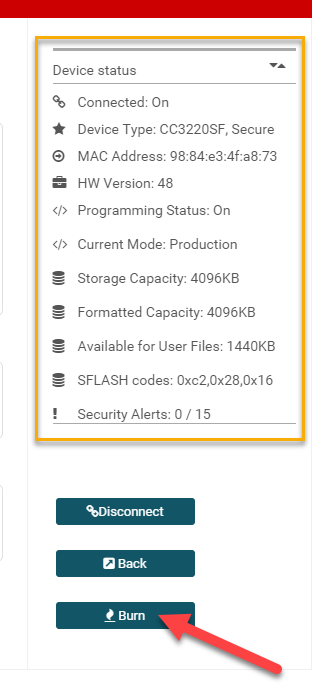 Device status
Connected: On
Device Type: CC3220SF, Secure
MAC Address: 98:84:e3:4f:a8:73
HW Version: 48
</> Programming Status: On
</> Current Mode: Production
Storage Capacity: 4096KB
Formatted Capacity: 4096KB
Available for User Files: 1440KB
SFLASH codes: 0xc2,0x28,0x16
! Security Alerts: 0 / 15
Disconnect
Back
Burn